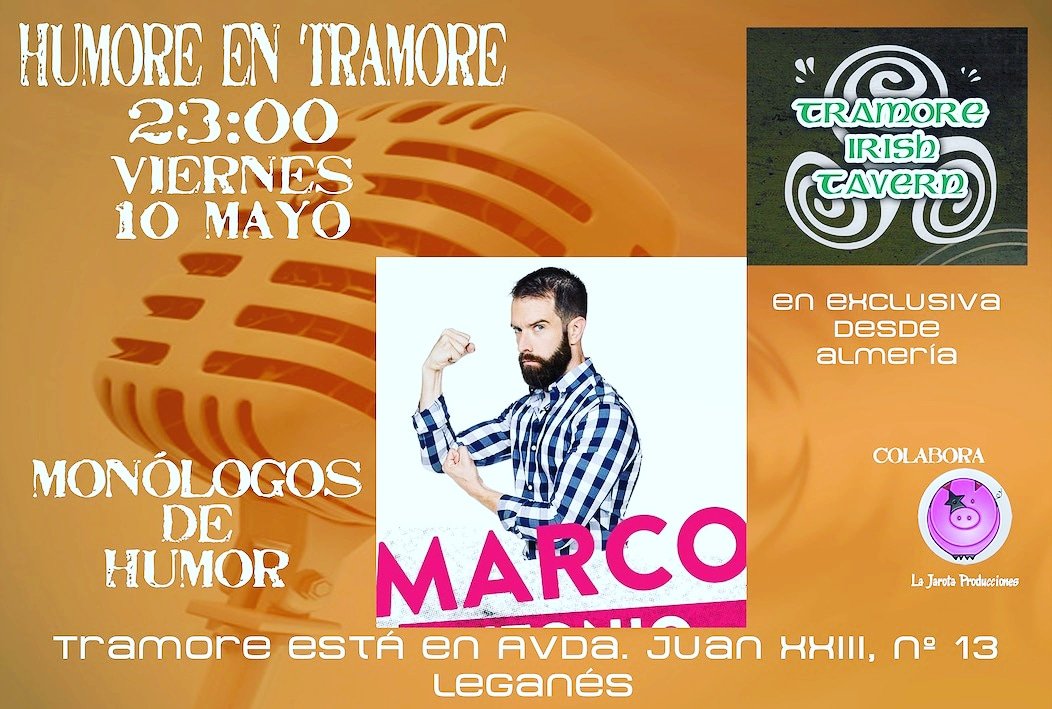 HUMORE EN TRAMORE
23:00
VIERNES
10 MAYO
TRAMORE
IRISH
TAVERN
EN EXCLUSIVA
DESDE
ALMERÍA
MONÓLOGOS
DE
HUMOR
MARCO
COLABORA
La Jarota Producciones
TRAMORE ESTÁ EN AVDA. JUAN XXIII, Nº 13
LEGANÉS